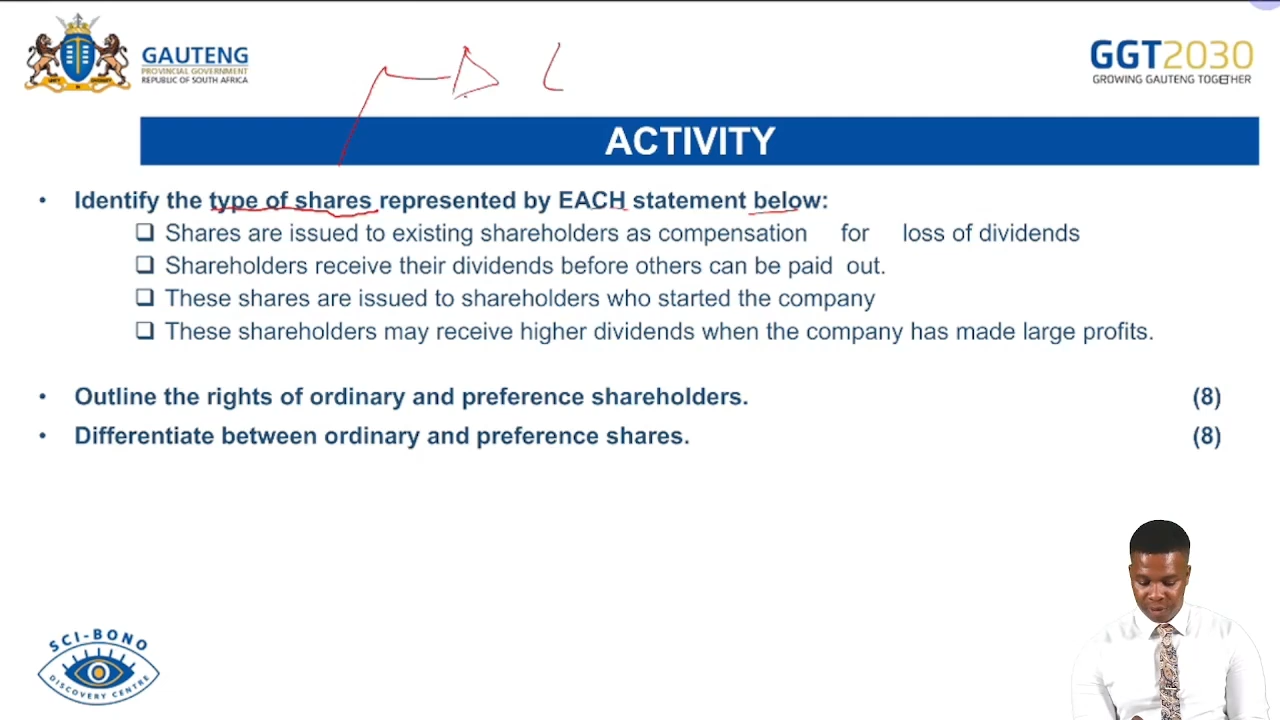 GAUTENG
PROVINCIAL GOVERNMENT
REPUBLIC OF SOUTH AFRICA
GGT2030
GROWING GAUTENG TOGETHER
ACTIVITY
• Identify the type of shares represented by EACH statement below:
❑ Shares are issued to existing shareholders as compensation for loss of dividends
❑ Shareholders receive their dividends before others can be paid out.
❑ These shares are issued to shareholders who started the company
❑ These shareholders may receive higher dividends when the company has made large profits.
• Outline the rights of ordinary and preference shareholders. (8)
• Differentiate between ordinary and preference shares. (8)
SCI-BONO
DISCOVERY CENTRE